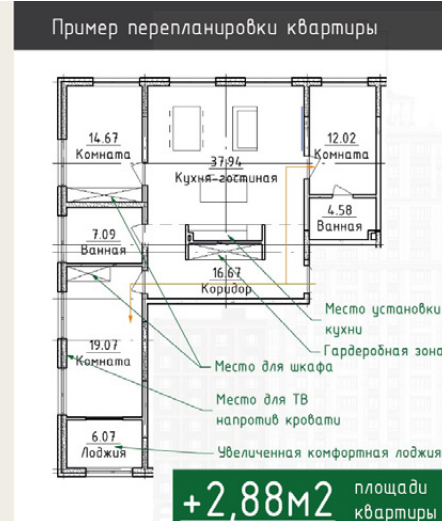 Пример перепланировки квартиры
14.67
Комната
37.94
Кухня-гостиная
12.02
Комната
4.58
Ванная
7.09
Ванная
16.67
Коридор
Место установки
кухни
Гардеробная зона
19.07
Комната
Место для шкафа
Место для ТВ
напротив кровати
6.07
Лоджия
Увеличенная комфортная лоджия
+2,88м2
площади
квартиры